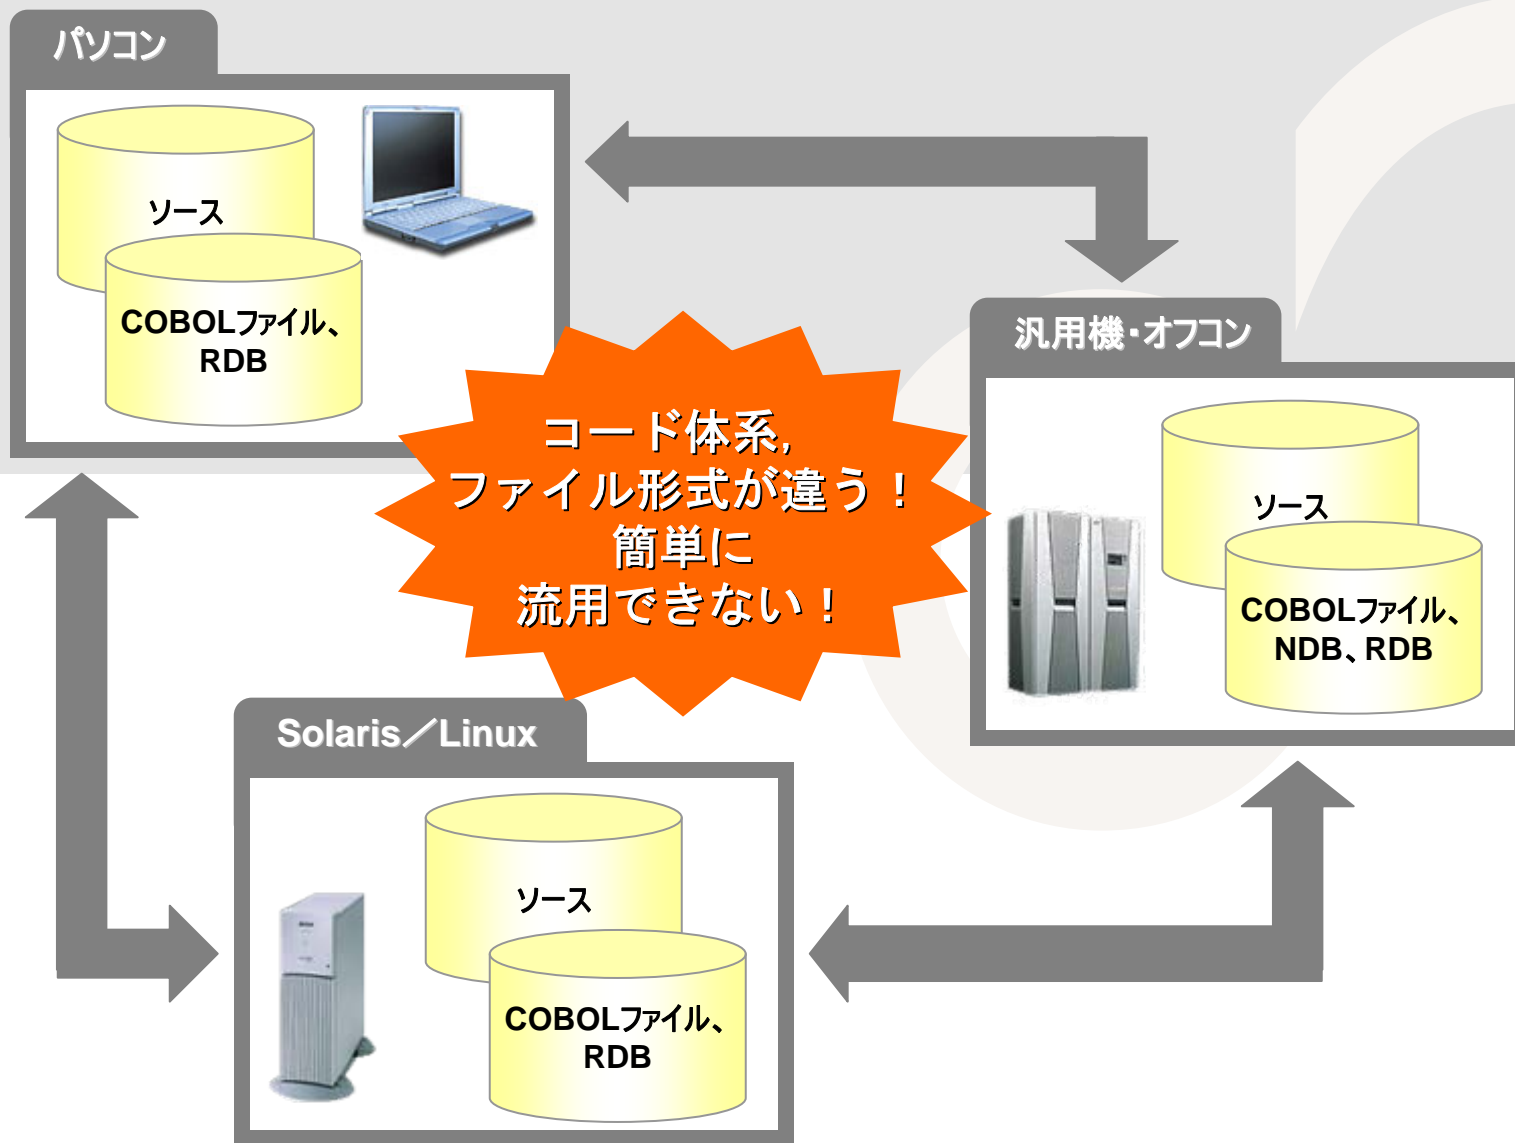 パソコン
ソース
COBOLファイル、
RDB
汎用機・オフコン
ソース
COBOLファイル、
NDB、RDB
コード体系,
ファイル形式が違う！
簡単に
流用できない！
Solaris／Linux
ソース
COBOLファイル、
RDB